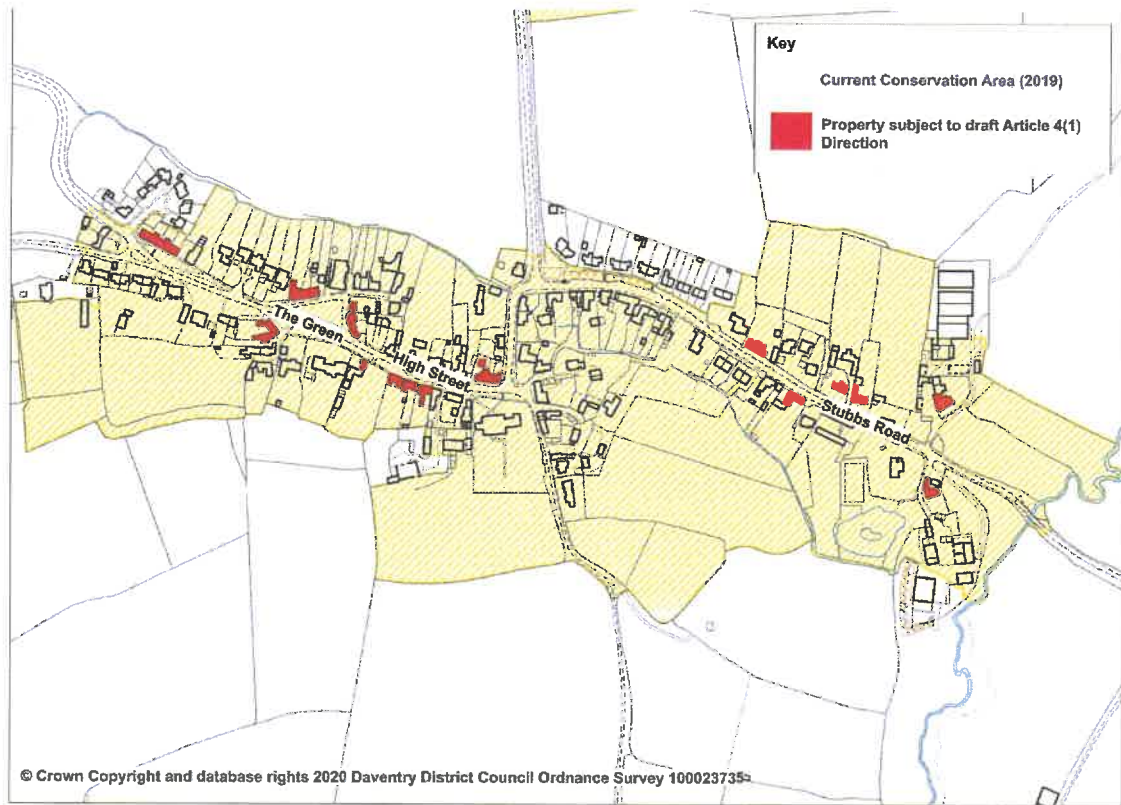 Key
Current Conservation Area (2019)
Property subject to draft Article 4(1)
Direction
The Green
High Street
Stubbs Road
© Crown Copyright and database rights 2020 Daventry District Council Ordnance Survey 100023735